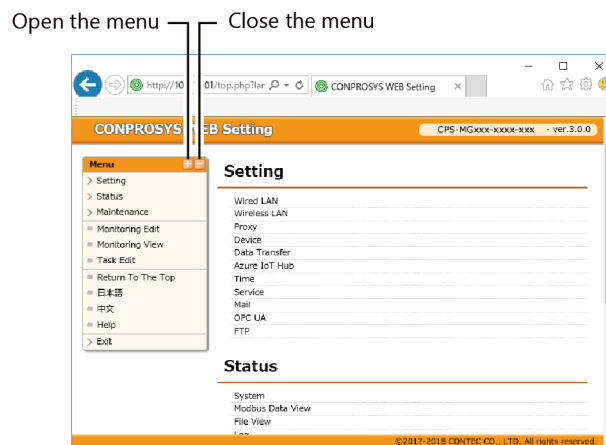 Open the menu
Close the menu
http://10 01/top.php?lar
CONPROSYS WEB Setting
CONPROSYS WEB Setting
CPS-MGxxx-xxxx-xxx - ver.3.0.0
Menu
Setting
Status
Maintenance
Monitoring Edit
Monitoring View
Task Edit
Return To The Top
日本語
中文
Help
Exit
Setting
Wired LAN
Wireless LAN
Proxy
Device
Data Transfer
Azure IoT Hub
Time
Service
Mail
OPC UA
FTP
Status
System
Modbus Data View
File View
Log
©2017-2018 CONTEC CO., LTD. All rights reserved.